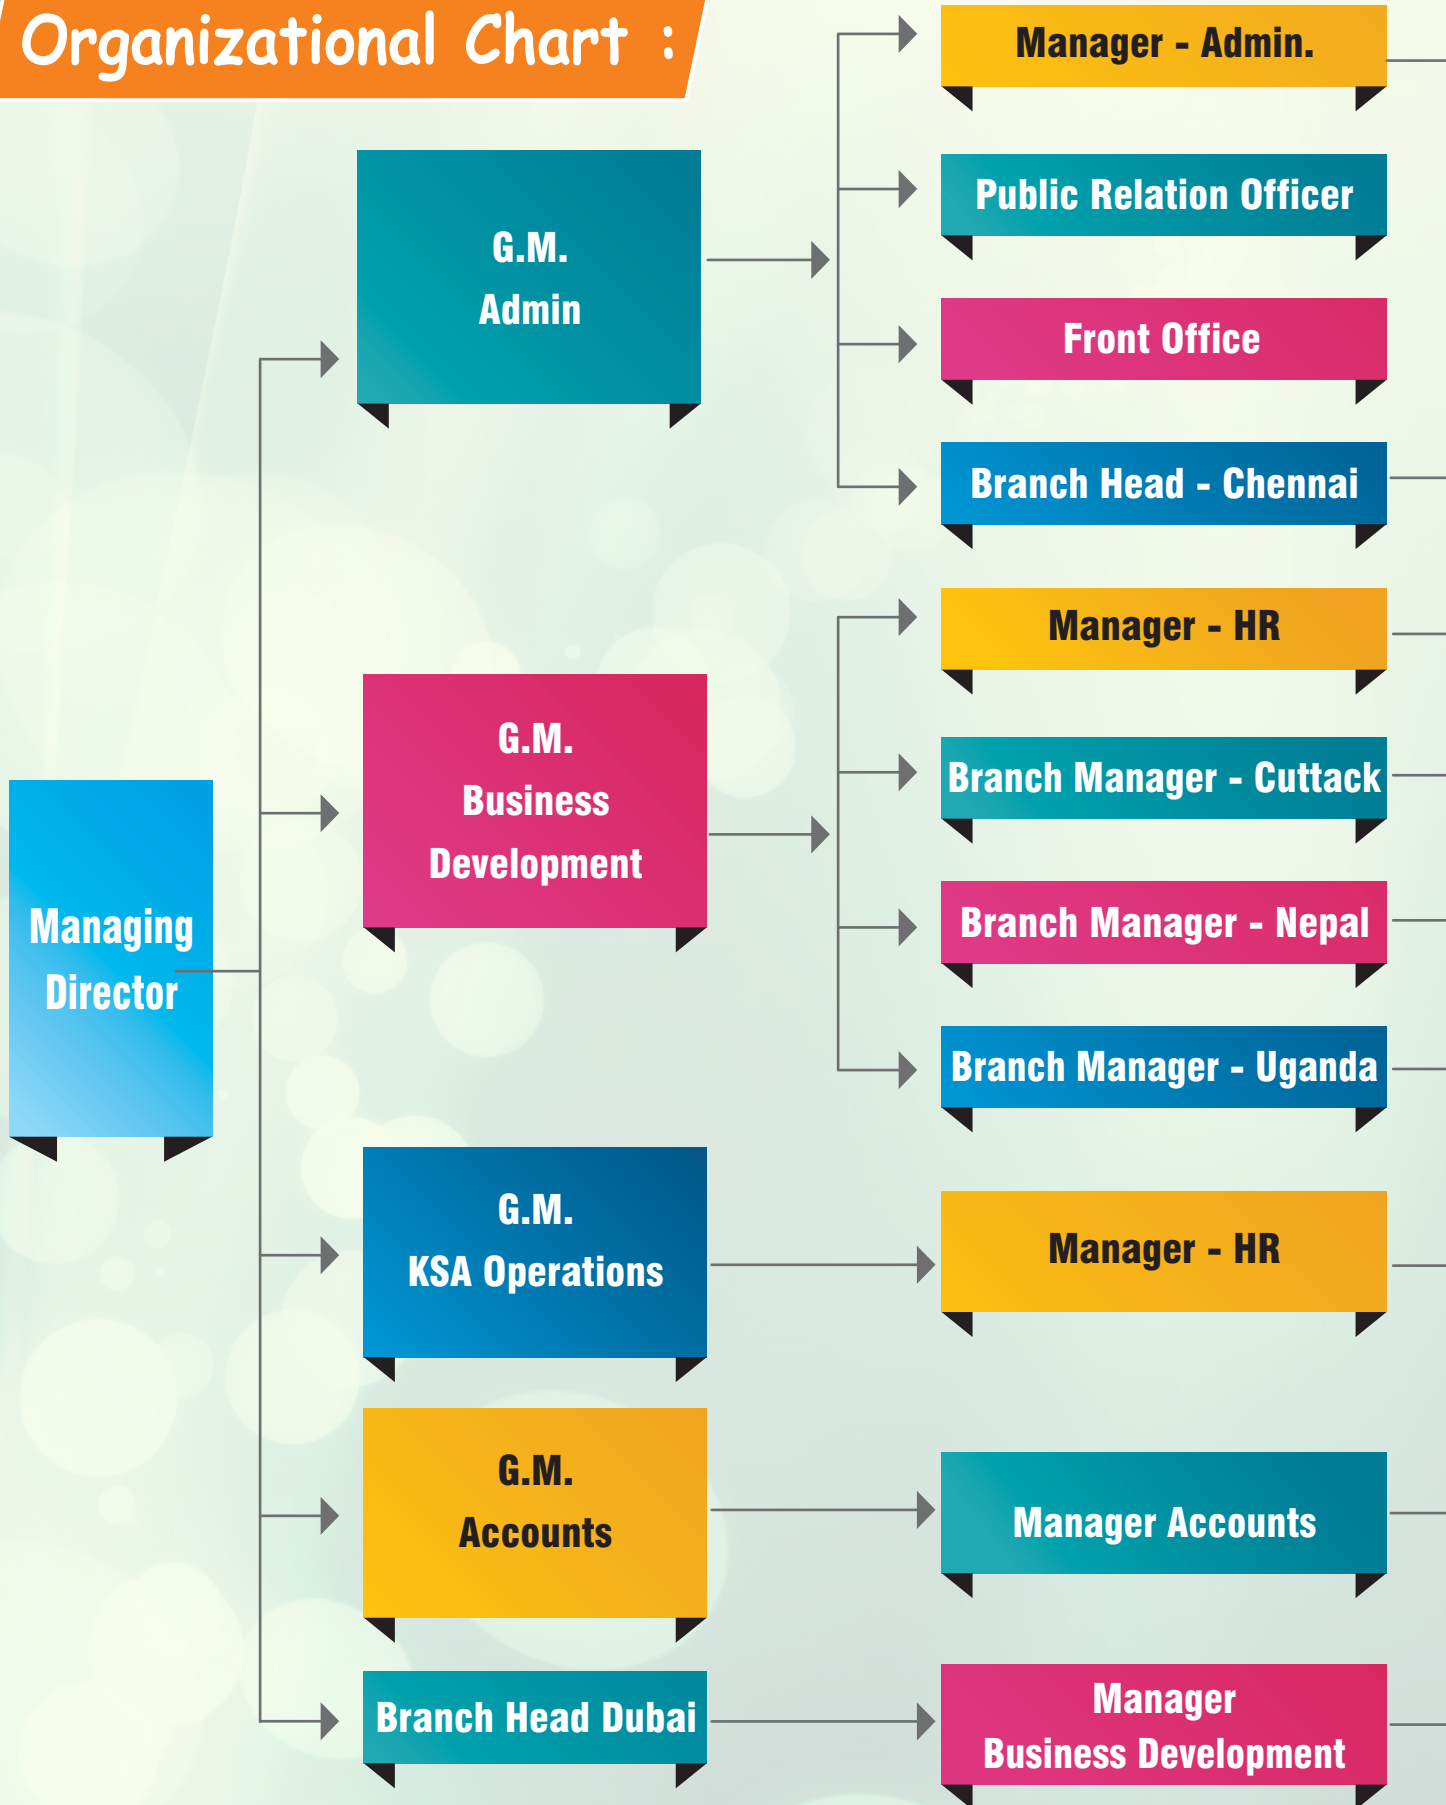 Organizational Chart :
Manager - Admin.
Public Relation Officer
Front Office
Branch Head - Chennai
G.M.
Admin
Manager - HR
Branch Manager - Cuttack
Branch Manager - Nepal
Branch Manager - Uganda
G.M.
Business
Development
Managing
Director
G.M.
KSA Operations
Manager - HR
G.M.
Accounts
Manager Accounts
Branch Head Dubai
Manager
Business Development